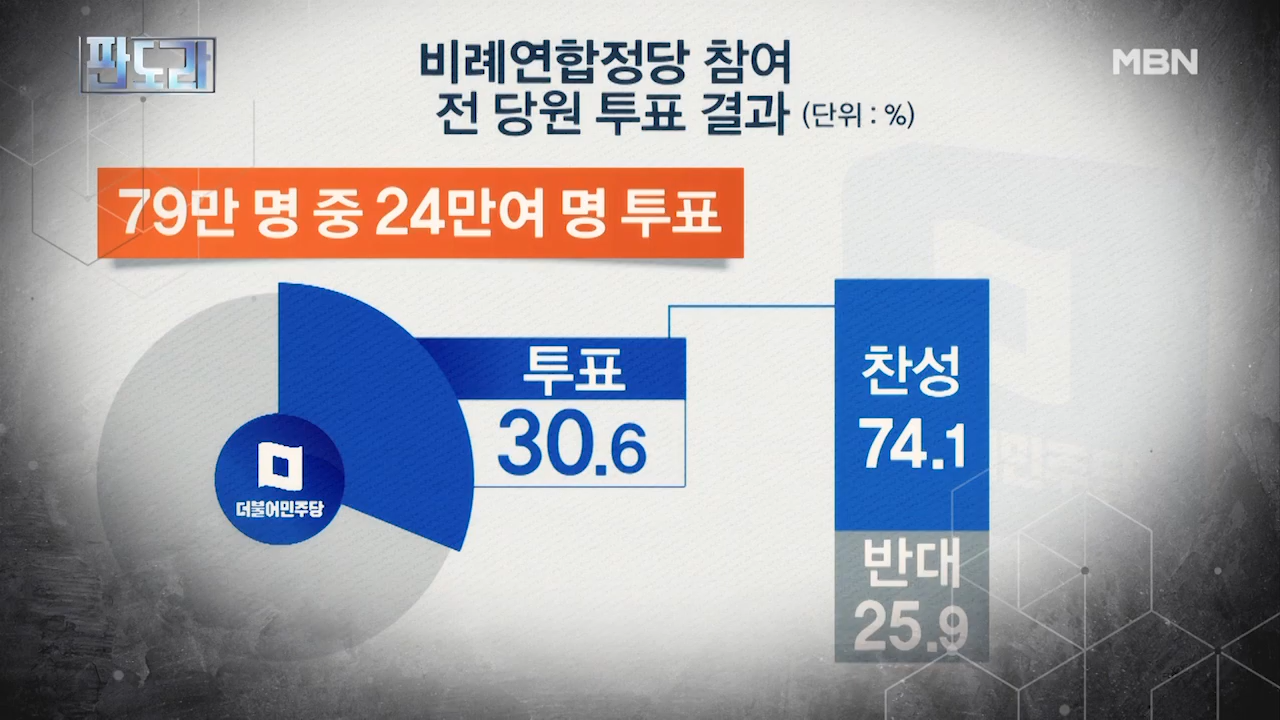 판도라
MBN
비례연합정당 참여
전 당원 투표 결과 (단위 : %)
79만 명 중 24만여 명 투표
투표
30.6
더불어민주당
찬성
74.1
반대
25.9